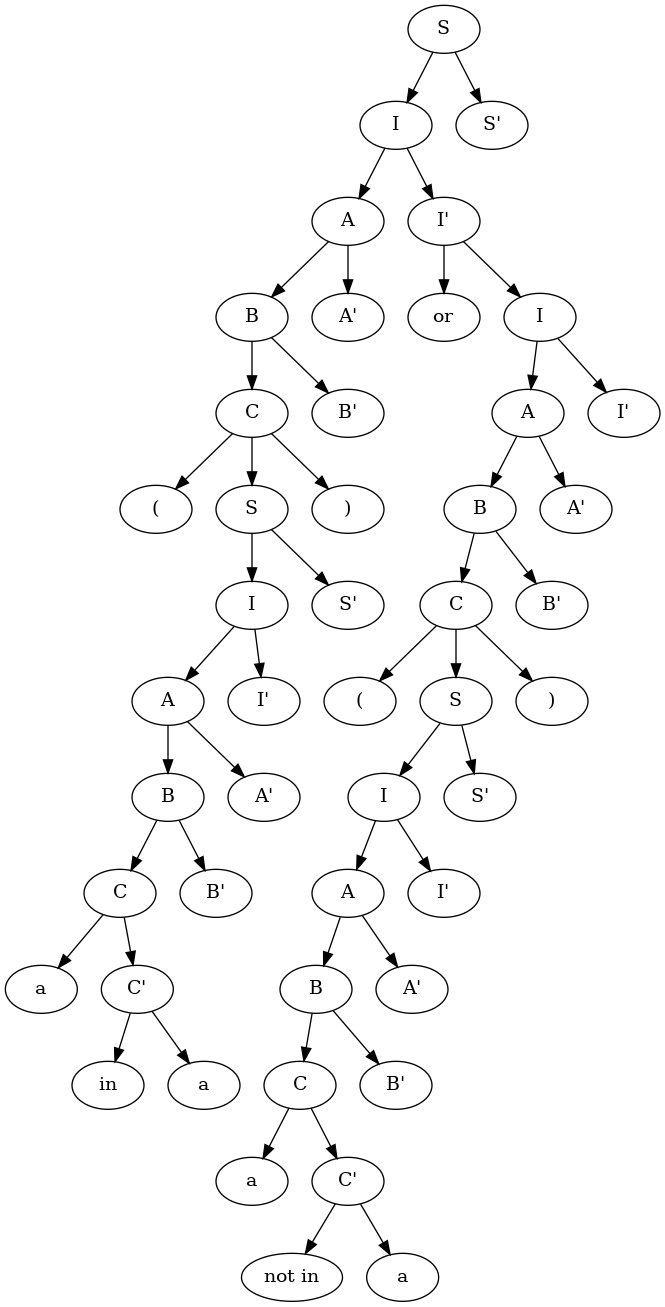 S
I S'
A I'
B A' or I
C B' A I'
( S ) B A'
I S' C B'
A I' ( S )
B A' I S'
C B' A I'
a C' B A'
in a C B'
a C'
not in a